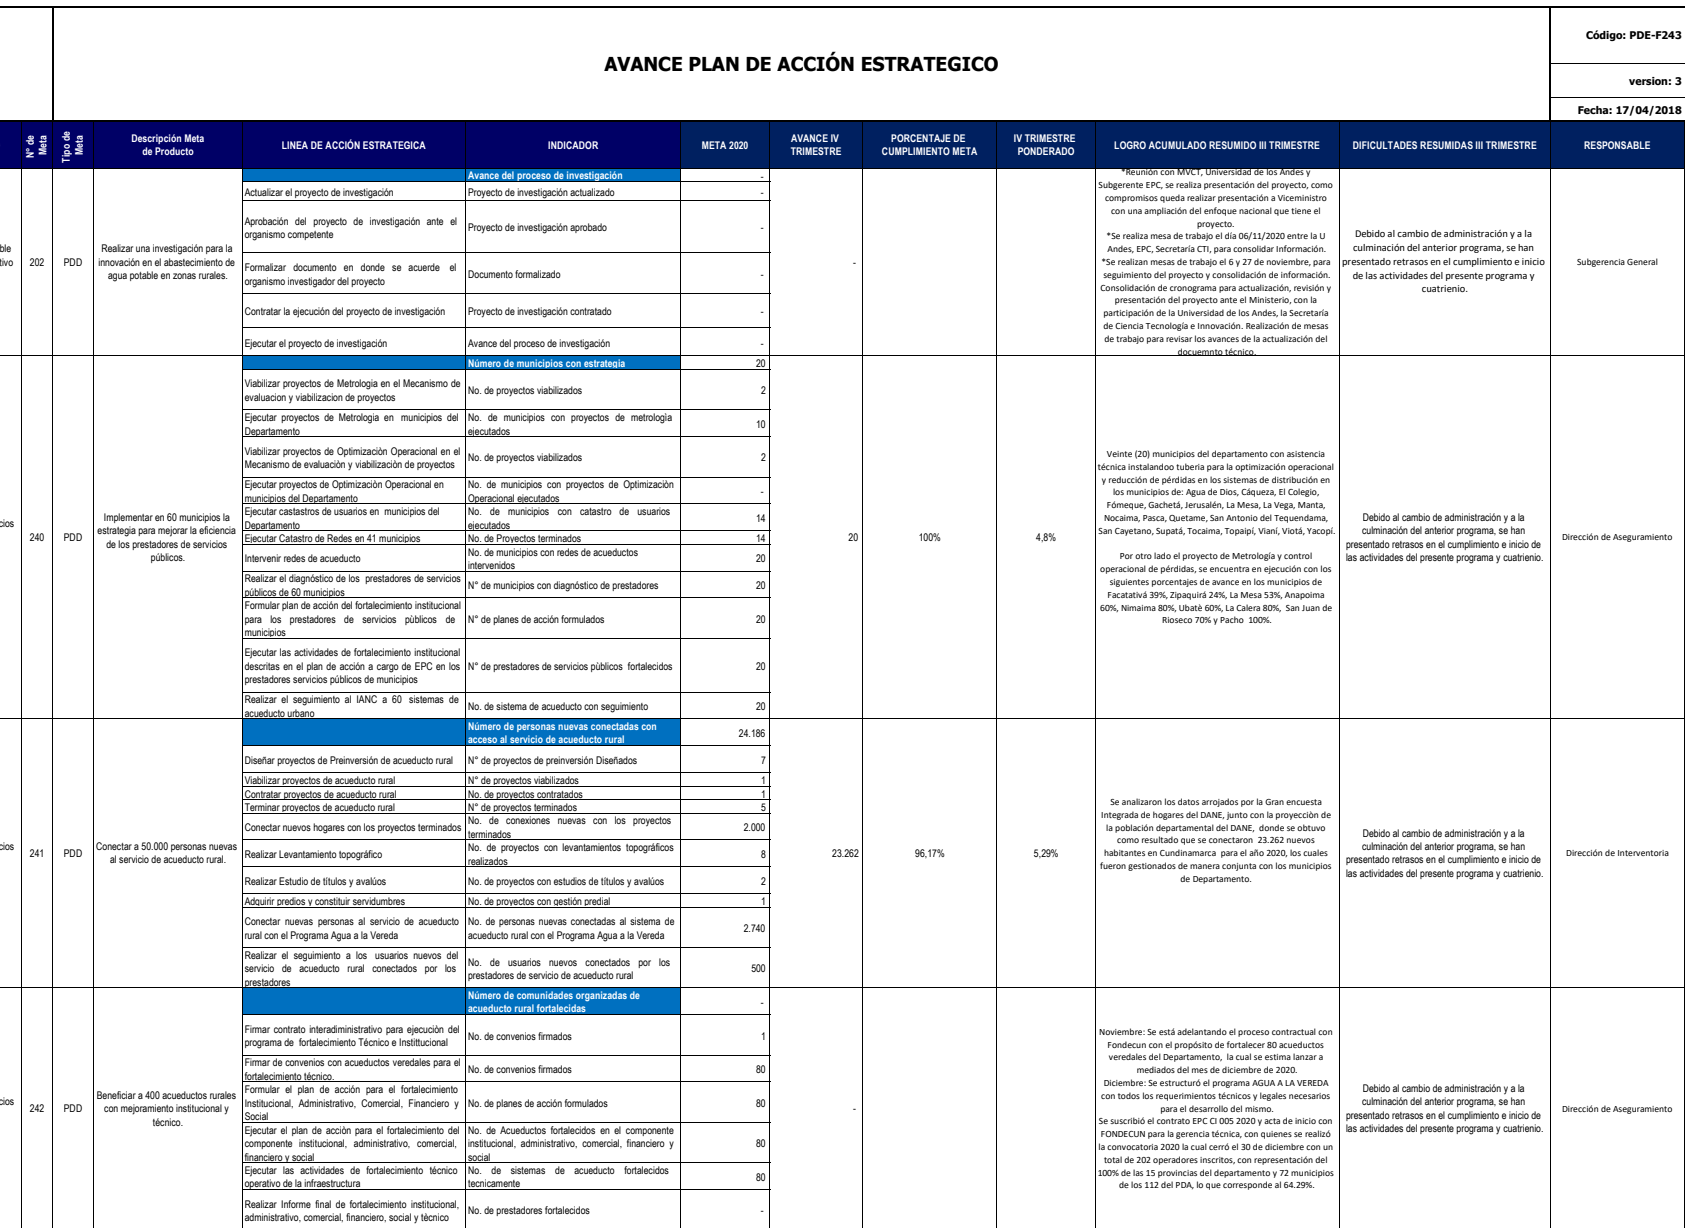 Código: PDE-F243
AVANCE PLAN DE ACCIÓN ESTRATEGICO
version: 3
Fecha: 17/04/2018
N° de
Meta
Tipo de
Meta
Descripción Meta
de Producto
LINEA DE ACCIÓN ESTRATEGICA
INDICADOR
META 2020
AVANCE IV
TRIMESTRE
PORCENTAJE DE
CUMPLIMIENTO META
IV TRIMESTRE
PONDERADO
LOGRO ACUMULADO RESUMIDO III TRIMESTRE
DIFICULTADES RESUMIDAS III TRIMESTRE
RESPONSABLE
ble
tivo
202
PDD
Realizar una investigación para la
innovación en el abastecimiento de
agua potable en zonas rurales.
Avance del proceso de investigación
-
Actualizar el proyecto de investigación
Proyecto de investigación actualizado
-
Aprobación del proyecto de investigación ante el
organismo competente
Proyecto de investigación aprobado
-
Formalizar documento en donde se acuerde el
organismo investigador del proyecto
Documento formalizado
-
Contratar la ejecución del proyecto de investigación
Proyecto de investigación contratado
-
Ejecutar el proyecto de investigación
Avance del proceso de investigación
-
-
*Reunión con MVCT, Universidad de los Andes y
Subgerente EPC, se realiza presentación del proyecto, como
compromisos queda realizar presentación a Viceministro
con una ampliación del enfoque nacional que tiene el
proyecto.
*Se realiza mesa de trabajo el día 06/11/2020 entre la U
Andes, EPC, Secretaría CTI, para consolidar Información.
*Se realizan mesas de trabajo el 6 y 27 de noviembre, para
seguimiento del proyecto y consolidación de información.
Consolidación de cronograma para actualización, revisión y
presentación del proyecto ante el Ministerio, con la
participación de la Universidad de los Andes, la Secretaría
de Ciencia Tecnología e Innovación. Realización de mesas
de trabajo para revisar los avances de la actualización del
docuemnto técnico.
Debido al cambio de administración y a la
culminación del anterior programa, se han
presentado retrasos en el cumplimiento e inicio
de las actividades del presente programa y
cuatrienio.
Subgerencia General
cios
240
PDD
Implementar en 60 municipios la
estrategia para mejorar la eficiencia
de los prestadores de servicios
públicos.
Número de municipios con estrategia
20
Viabilizar proyectos de Metrologia en el Mecanismo de
evaluacion y viabilizacion de proyectos
No. de proyectos viabilizados
2
Ejecutar proyectos de Metrologia en municipios del
Departamento
No. de municipios con proyectos de metrologìa
ejecutados
10
Viabilizar proyectos de Optimizaciòn Operacional en el
Mecanismo de evaluaciòn y viabilizaciòn de proyectos
No. de proyectos viabilizados
2
Ejecutar proyectos de Optimizaciòn Operacional en
municipios del Departamento
No. de municipios con proyectos de Optimizaciòn
Operacional ejecutados
-
Ejecutar castastros de usuarios en municipios del
Departamento
No. de municipios con catastro de usuarios
ejecutados
14
Ejecutar Catastro de Redes en 41 municipios
No. de Proyectos terminados
14
Intervenir redes de acueducto
No. de municipios con redes de acueductos
intervenidos
20
Realizar el diagnóstico de los prestadores de servicios
públicos de 60 municipios
N° de municipios con diagnóstico de prestadores
20
Formular plan de acción del fortalecimiento institucional
para los prestadores de servicios pùblicos de
municipios
N° de planes de acción formulados
20
Ejecutar las actividades de fortalecimiento institucional
descritas en el plan de acción a cargo de EPC en los
prestadores servicios públicos de municipios
N° de prestadores de servicios pùblicos fortalecidos
20
Realizar el seguimiento al IANC a 60 sistemas de
acueducto urbano
No. de sistema de acueducto con seguimiento
20
20
100%
4,8%
Veinte (20) municipios del departamento con asistencia
técnica instalandoo tuberia para la optimización operacional
y reducción de pérdidas en los sistemas de distribución en
los municipios de: Agua de Dios, Cáqueza, El Colegio,
Fómeque, Gachetá, Jerusalén, La Mesa, La Vega, Manta,
Nocaima, Pasca, Quetame, San Antonio del Tequendama,
San Cayetano, Supatá, Tocaima, Topaipí, Vianí, Viotá, Yacopí.
Por otro lado el proyecto de Metrología y control
operacional de pérdidas, se encuentra en ejecución con los
siguientes porcentajes de avance en los municipios de
Facatativá 39%, Zipaquirá 24%, La Mesa 53%, Anapoima
60%, Nimaima 80%, Ubatè 60%, La Calera 80%, San Juan de
Rioseco 70% y Pacho 100%.
Debido al cambio de administración y a la
culminación del anterior programa, se han
presentado retrasos en el cumplimiento e inicio de
las actividades del presente programa y cuatrienio.
Dirección de Aseguramiento
cios
241
PDD
Conectar a 50.000 personas nuevas
al servicio de acueducto rural.
Número de personas nuevas conectadas con
acceso al servicio de acueducto rural
24.186
Diseñar proyectos de Preinversión de acueducto rural
N° de proyectos de preinversión Diseñados
7
Viabilizar proyectos de acueducto rural
N° de proyectos viabilizados
1
Contratar proyectos de acueducto rural
No. de proyectos contratados
1
Terminar proyectos de acueducto rural
N° de proyectos terminados
5
Conectar nuevos hogares con los proyectos terminados
No. de conexiones nuevas con los proyectos
terminados
2.000
Realizar Levantamiento topográfico
No. de proyectos con levantamientos topográficos
realizados
8
Realizar Estudio de títulos y avalúos
No. de proyectos con estudios de títulos y avalúos
2
Adquirir predios y constituir servidumbres
No. de proyectos con gestión predial
1
Conectar nuevas personas al servicio de acueducto
rural con el Programa Agua a la Vereda
No. de personas nuevas conectadas al sistema de
acueducto rural con el Programa Agua a la Vereda
2.740
Realizar el seguimiento a los usuarios nuevos del
servicio de acueducto rural conectados por los
prestadores
No. de usuarios nuevos conectados por los
prestadores de servicio de acueducto rural
500
23.262
96,17%
5,29%
Se analizaron los datos arrojados por la Gran encuesta
Integrada de hogares del DANE, junto con la proyecciòn de
la población departamental del DANE, donde se obtuvo
como resultado que se conectaron 23.262 nuevos
habitantes en Cundinamarca para el año 2020, los cuales
fueron gestionados de manera conjunta con los municipios
de Departamento.
Debido al cambio de administración y a la
culminación del anterior programa, se han
presentado retrasos en el cumplimiento e inicio de
las actividades del presente programa y cuatrienio.
Dirección de Interventoria
cios
242
PDD
Beneficiar a 400 acueductos rurales
con mejoramiento institucional y
técnico.
Número de comunidades organizadas de
acueducto rural fortalecidas
-
Firmar contrato interadiministrativo para ejecuciòn del
programa de fortalecimiento Técnico e Instittucional
No. de convenios firmados
1
Firmar de convenios con acueductos veredales para el
fortalecimiento técnico.
No. de convenios firmados
80
Formular el plan de acción para el fortalecimiento
Institucional, Administrativo, Comercial, Financiero y
Social
No. de planes de acción formulados
80
Ejecutar el plan de acciòn para el fortalecimiento del
componente institucional, administrativo, comercial,
financiero y social
No. de Acueductos fortalecidos en el componente
institucional, administrativo, comercial, financiero y
social
80
Ejecutar las actividades de fortalecimiento técnico
operativo de la infraestructura
No. de sistemas de acueducto fortalecidos
tecnicamente
80
Realizar Informe final de fortalecimiento institucional,
administrativo, comercial, financiero, social y tècnico
No. de prestadores fortalecidos
-
-
Noviembre: Se está adelantando el proceso contractual con
Fondecun con el propósito de fortalecer 80 acueductos
veredales del Departamento, la cual se estima lanzar a
mediados del mes de diciembre de 2020.
Diciembre: Se estructuró el programa AGUA A LA VEREDA
con todos los requerimientos técnicos y legales necesarios
para el desarrollo del mismo.
Se suscribió el contrato EPC CI 005 2020 y acta de inicio con
FONDECUN para la gerencia técnica, con quienes se realizó
la convocatoria 2020 la cual cerró el 30 de diciembre con un
total de 202 operadores inscritos, con representación del
100% de las 15 provincias del departamento y 72 municipios
de los 112 del PDA, lo que corresponde al 64.29%.
Debido al cambio de administración y a la
culminación del anterior programa, se han
presentado retrasos en el cumplimiento e inicio de
las actividades del presente programa y cuatrienio.
Dirección de Aseguramiento